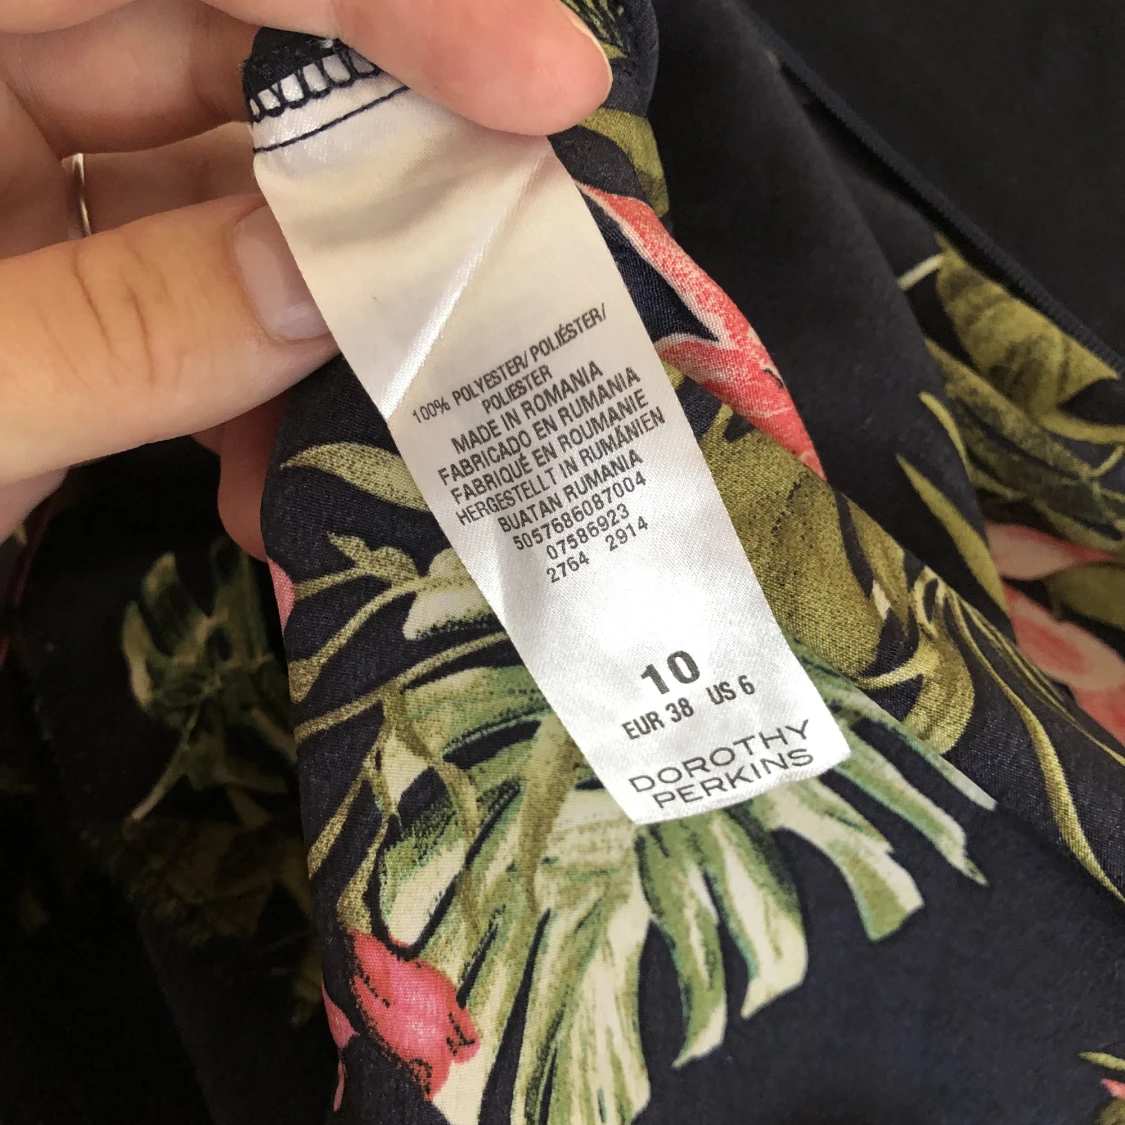 100% POLYESTER/ POLIÉSTER/
POLIESTER
MADE IN ROMANIA
FABRICADO EN RUMANIA
FABRIQUÉ EN ROUMANIE
HERGESTELLT IN RUMÄNIEN
BUATAN RUMANIA
5057686087004
07586923
2764 2914
10
EUR 38 US 6
DOROTHY
PERKINS